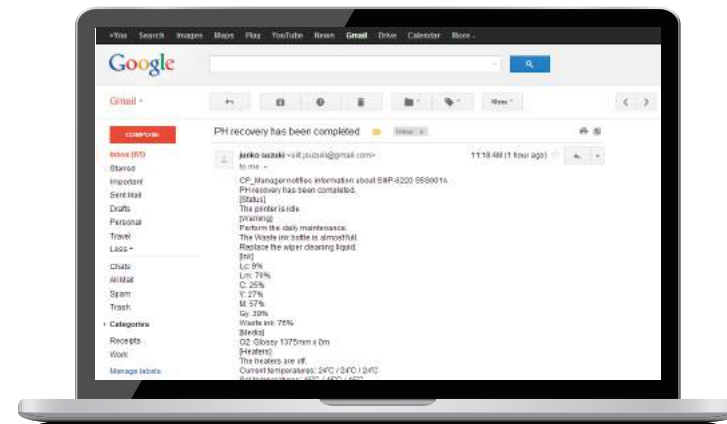 +You Search Images Maps Play YouTube News Gmail Drive Calendar More
Google
Gmail
More
COMPOSE
PH recovery has been completed
Inbox x
Inbox (65)
Starred
Important
Sent Mail
Drafts
Personal
Travel
Less
Chats
All Mail
Spam
Trash
Categories
Receipts
Work
Manage labels
junko suzuki
11:18 AM (1 hour ago)
to me
CP_Manager notifies information about
PH recovery has been completed.
[Status]
The printer is idle
[Warning]
Perform the daily maintenance.
The Waste ink bottle is almost full.
Replace the wiper cleaning liquid.
[Ink]
Lc: 9%
Lm: 79%
C: 25%
Y: 27%
M: 57%
Gy: 39%
Waste ink: 75%
[Media]
02: Glossy 1375mm x 0m
[Heaters]
The heaters are off.
Current temperatures: 24°C / 24°C / 24°C